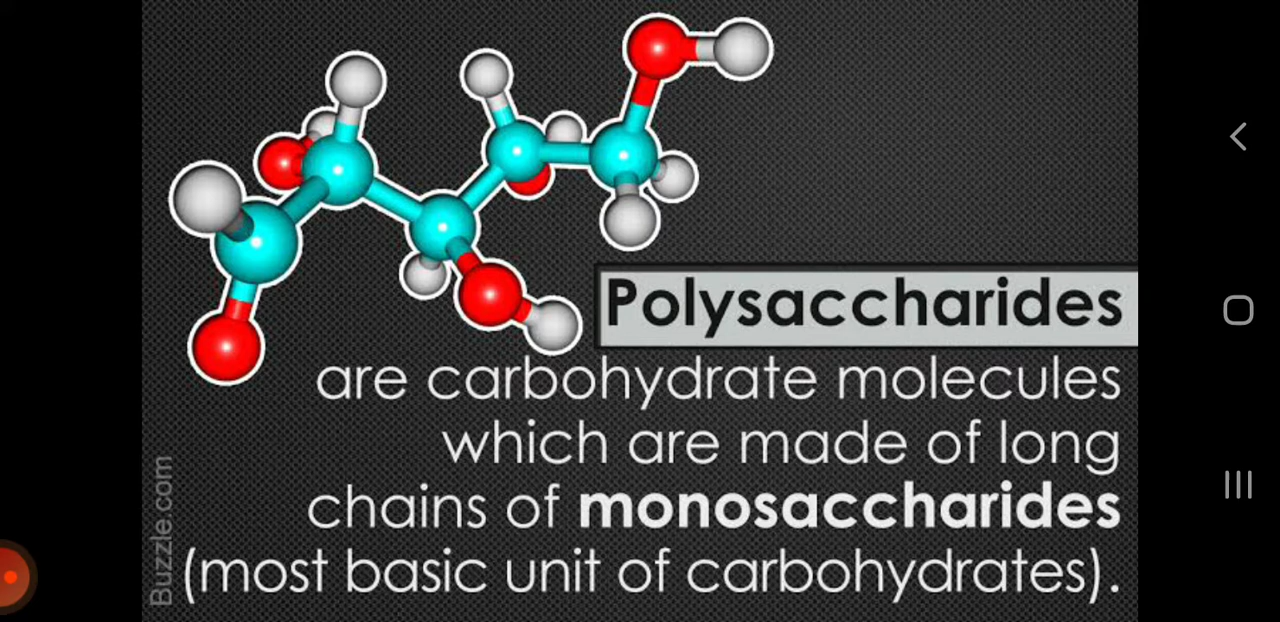 Polysaccharides
are carbohydrate molecules
which are made of long
chains of monosaccharides
(most basic unit of carbohydrates).
Buzzle.com